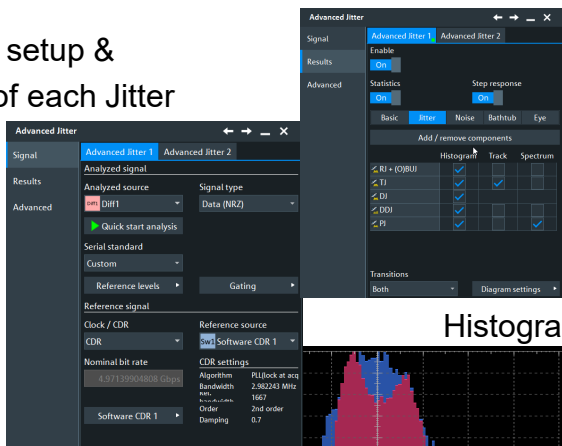 setup &
of each Jitter
Advanced Jitter
Signal
Results
Advanced
Advanced Jitter 1 Advanced Jitter 2
Analyzed signal
Analyzed source Signal type
Diff1 Diff1 Data (NRZ)
Quick start analysis
Serial standard
Custom
Reference levels Gating
Reference signal
Clock / CDR Reference source
CDR Sw1 Software CDR 1
Nominal bit rate CDR settings
4.97139904808 Gbps
Algorithm PLL(lock at acq
Bandwidth 2.982243 MHz
1667
Order 2nd order
Damping 0.7
Software CDR 1
Advanced Jitter
Signal
Results
Advanced
Advanced Jitter 1 Advanced Jitter 2
Enable
On
Statistics Step response
On On
Basic Jitter Noise Bathtub Eye
Add / remove components
Histogram Track Spectrum
RJ + (O)BUJ
TJ
DJ
DDJ
PJ
Transitions
Both Diagram settings
Histogra